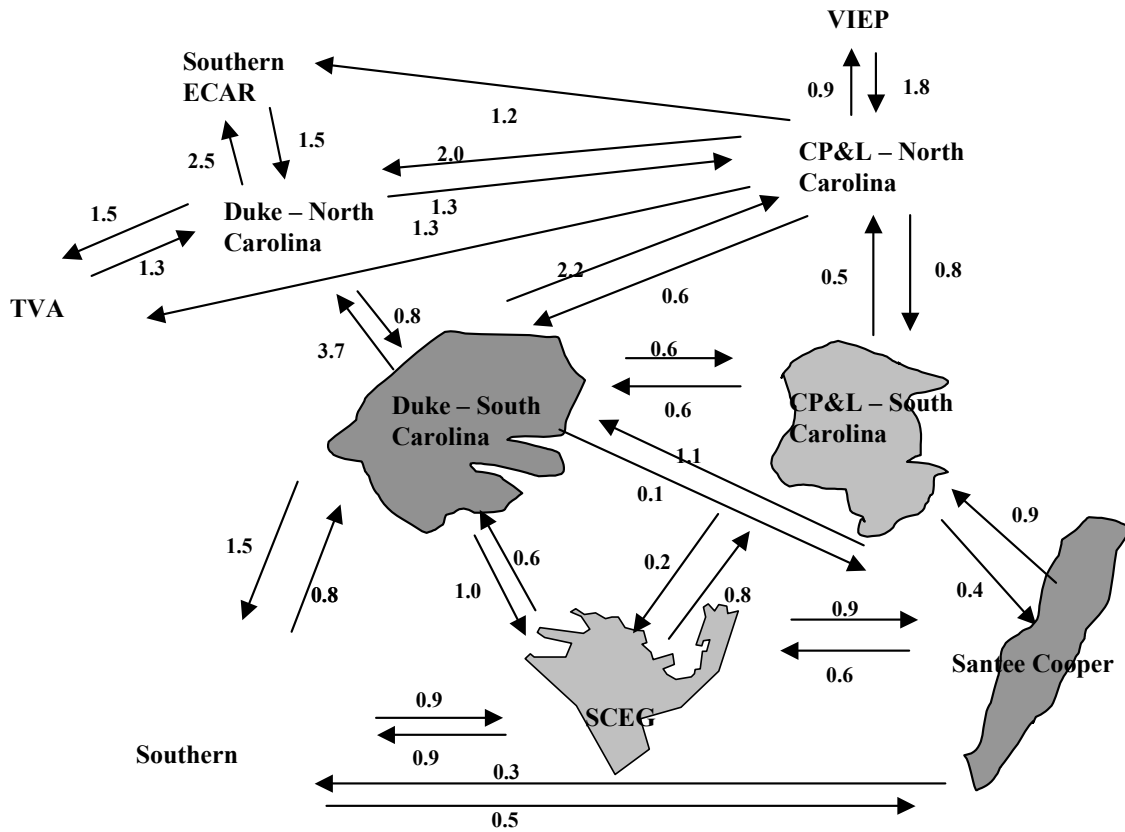 VIEP
Southern
ECAR
0.9
1.8
1.2
1.5
2.5
2.0
CP&L – North
Carolina
1.5
Duke – North
Carolina
1.3
1.3
1.3
TVA
2.2
0.6
0.5
0.8
0.8
3.7
0.6
0.6
Duke – South
Carolina
CP&L – South
Carolina
1.1
0.1
0.9
1.5
0.6
0.2
1.0
0.8
0.8
0.4
0.9
0.6
Santee Cooper
0.9
SCEG
Southern
0.9
0.3
0.5